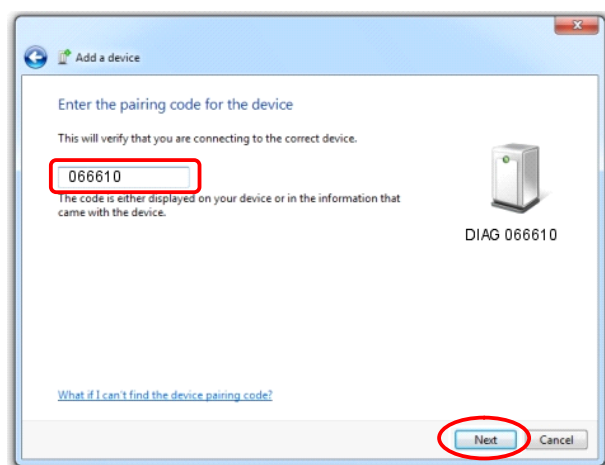 Add a device
Enter the pairing code for the device
This will verify that you are connecting to the correct device.
066610
The code is either displayed on your device or in the information that
came with the device.
DIAG 066610
What if I can't find the device pairing code?
Next
Cancel